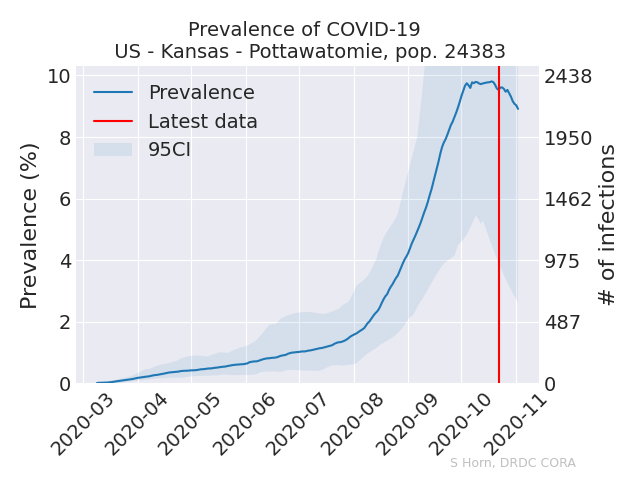 Prevalence of COVID-19
US - Kansas - Pottawatomie, pop. 24383
Prevalence
Latest data
95CI
Prevalence (%)
10
8
6
4
2
0
2438
1950
1462
975
487
0
# of infections
2020-03
2020-04
2020-05
2020-06
2020-07
2020-08
2020-09
2020-10
2020-11
S Horn, DRDC CORA